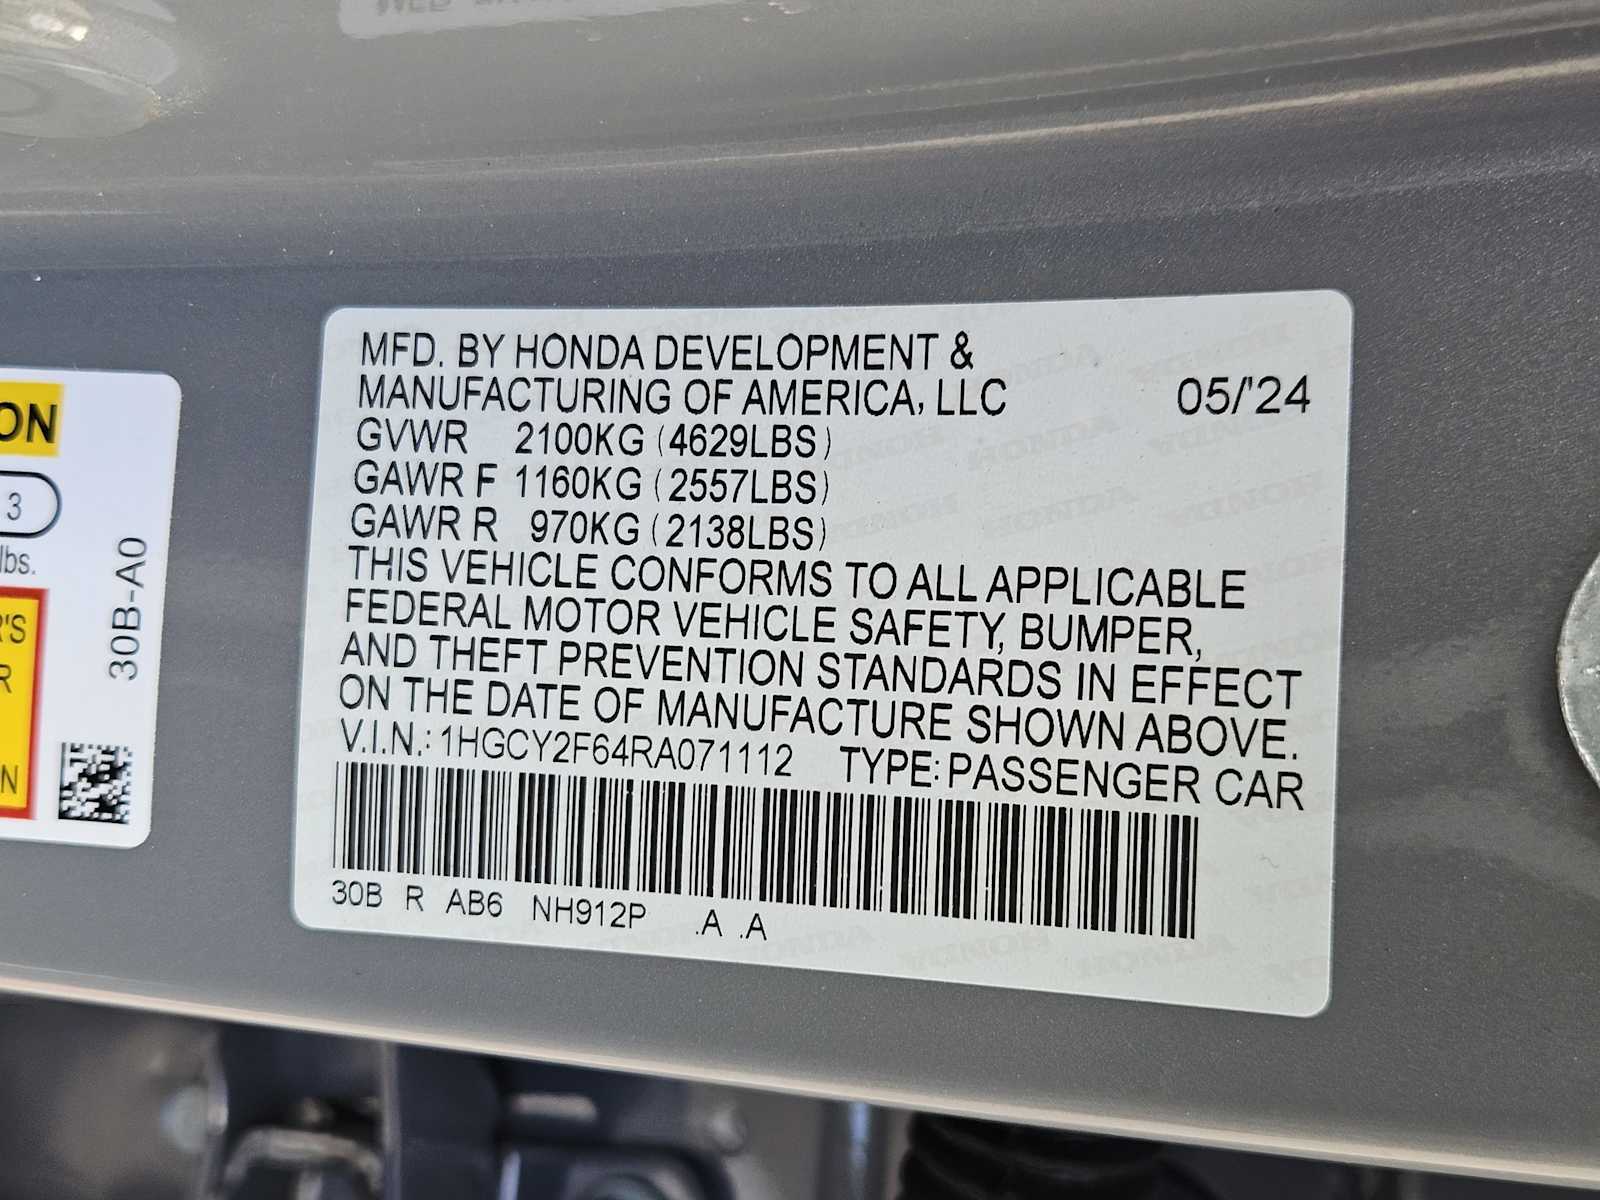 MFD. BY HONDA DEVELOPMENT &
MANUFACTURING OF AMERICA, LLC 05/'24
GVWR 2100KG (4629LBS)
GAWR F 1160KG (2557LBS)
GAWR R 970KG (2138LBS)
THIS VEHICLE CONFORMS TO ALL APPLICABLE
FEDERAL MOTOR VEHICLE SAFETY, BUMPER,
AND THEFT PREVENTION STANDARDS IN EFFECT
ON THE DATE OF MANUFACTURE SHOWN ABOVE.
V.I.N.: 1HGCY2F64RA071112 TYPE: PASSENGER CAR
30B R AB6 NH912P .A .A
ON
3
lbs.
R'S
R
N
30B-A0